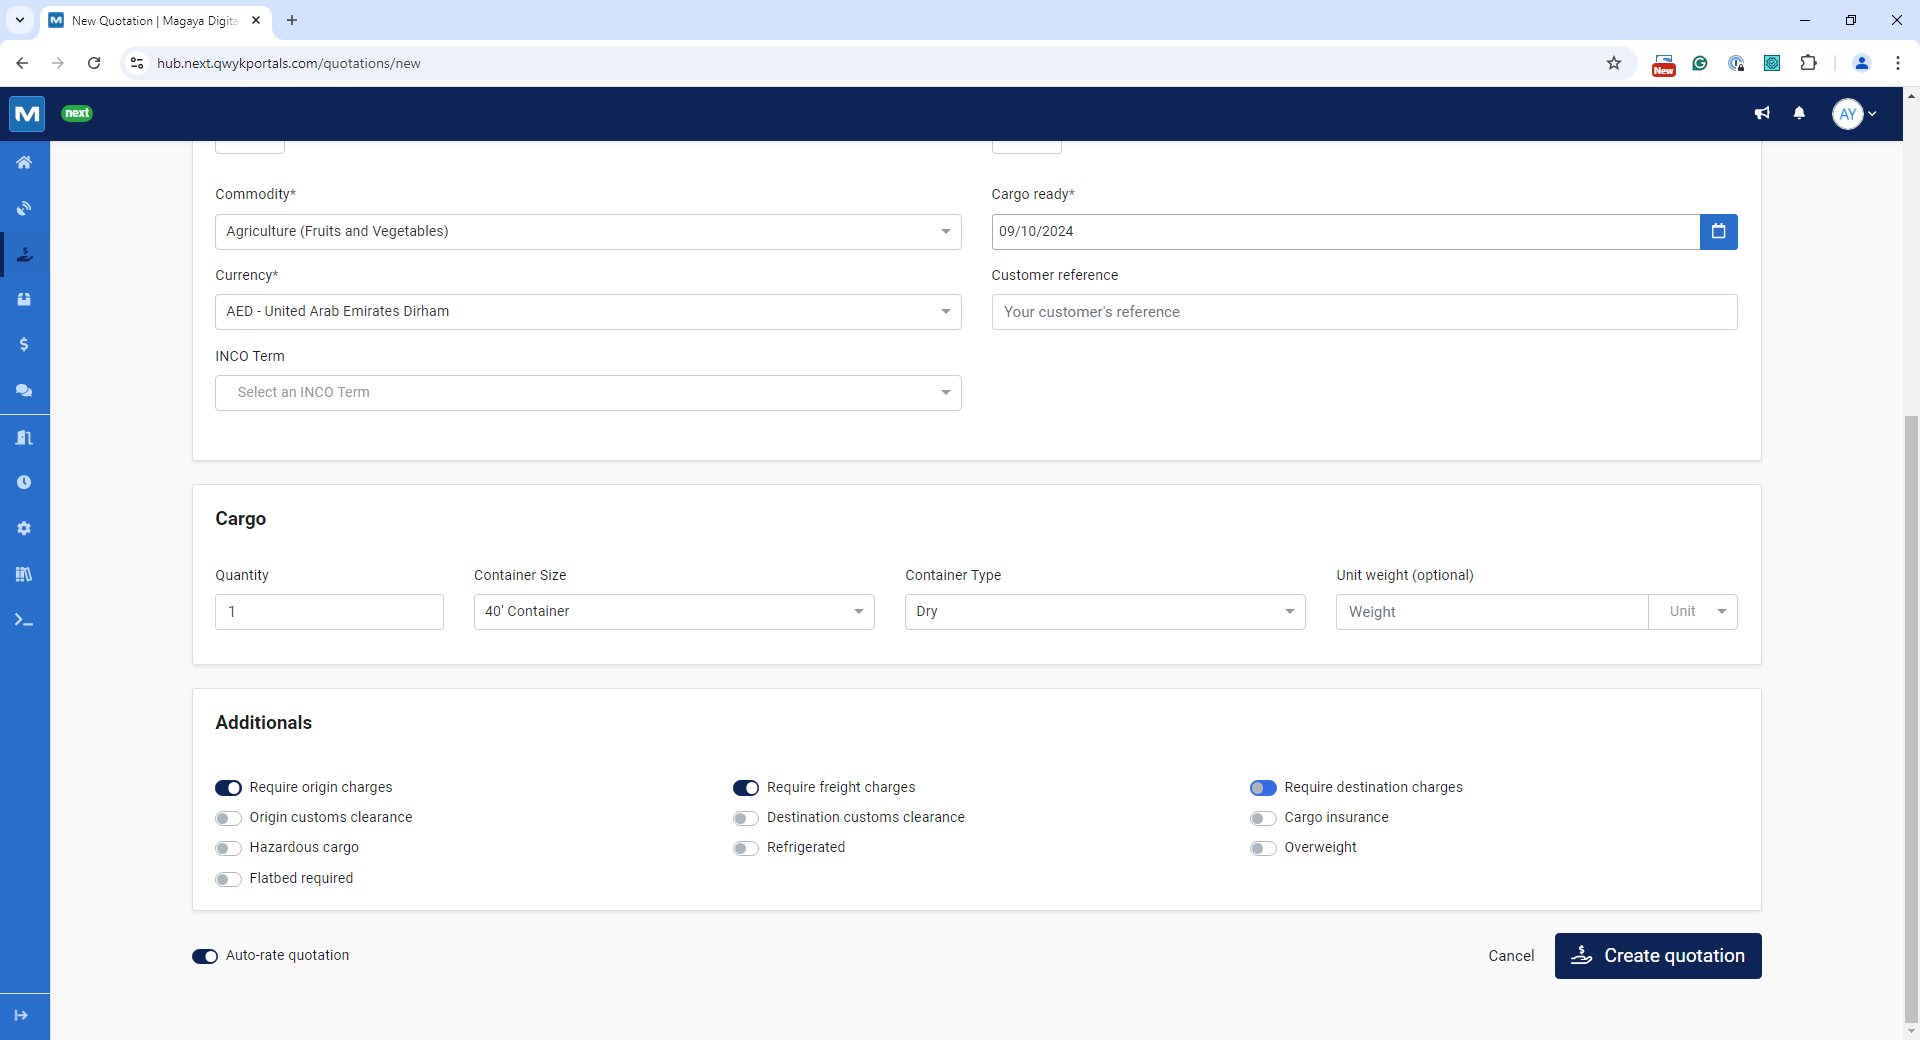 New Quotation | Magaya Digita
hub.next.qwykportals.com/quotations/new
New
next
AY
Commodity*
Cargo ready*
Agriculture (Fruits and Vegetables)
09/10/2024
Currency*
Customer reference
AED - United Arab Emirates Dirham
Your customer's reference
INCO Term
Select an INCO Term
Cargo
Quantity
Container Size
Container Type
Unit weight (optional)
1
40' Container
Dry
Weight
Unit
Additionals
Require origin charges
Require freight charges
Require destination charges
Origin customs clearance
Destination customs clearance
Cargo insurance
Hazardous cargo
Refrigerated
Overweight
Flatbed required
Auto-rate quotation
Cancel
Create quotation